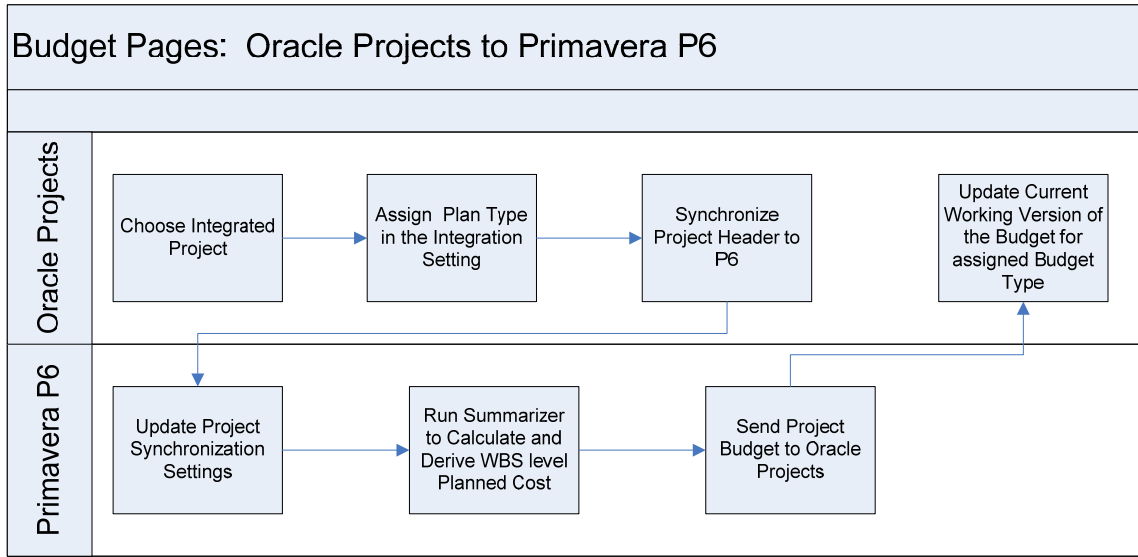 Budget Pages:  Oracle Projects to Primavera P6
Oracle Projects
Choose Integrated
Project
Assign  Plan Type
in the Integration
Setting
Synchronize
Project Header to
P6
Update Current
Working Version of
the Budget for
assigned Budget
Type
Primavera P6
Update Project
Synchronization
Settings
Run Summarizer
to Calculate and
Derive WBS level
Planned Cost
Send Project
Budget to Oracle
Projects